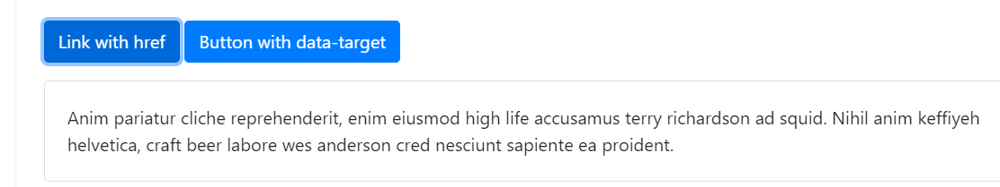 Link with href
Button with data-target
Anim pariatur cliche reprehenderit, enim eiusmod high life accusamus terry richardson ad squid. Nihil anim keffiyeh
helvetica, craft beer labore wes anderson cred nesciunt sapiente ea proident.